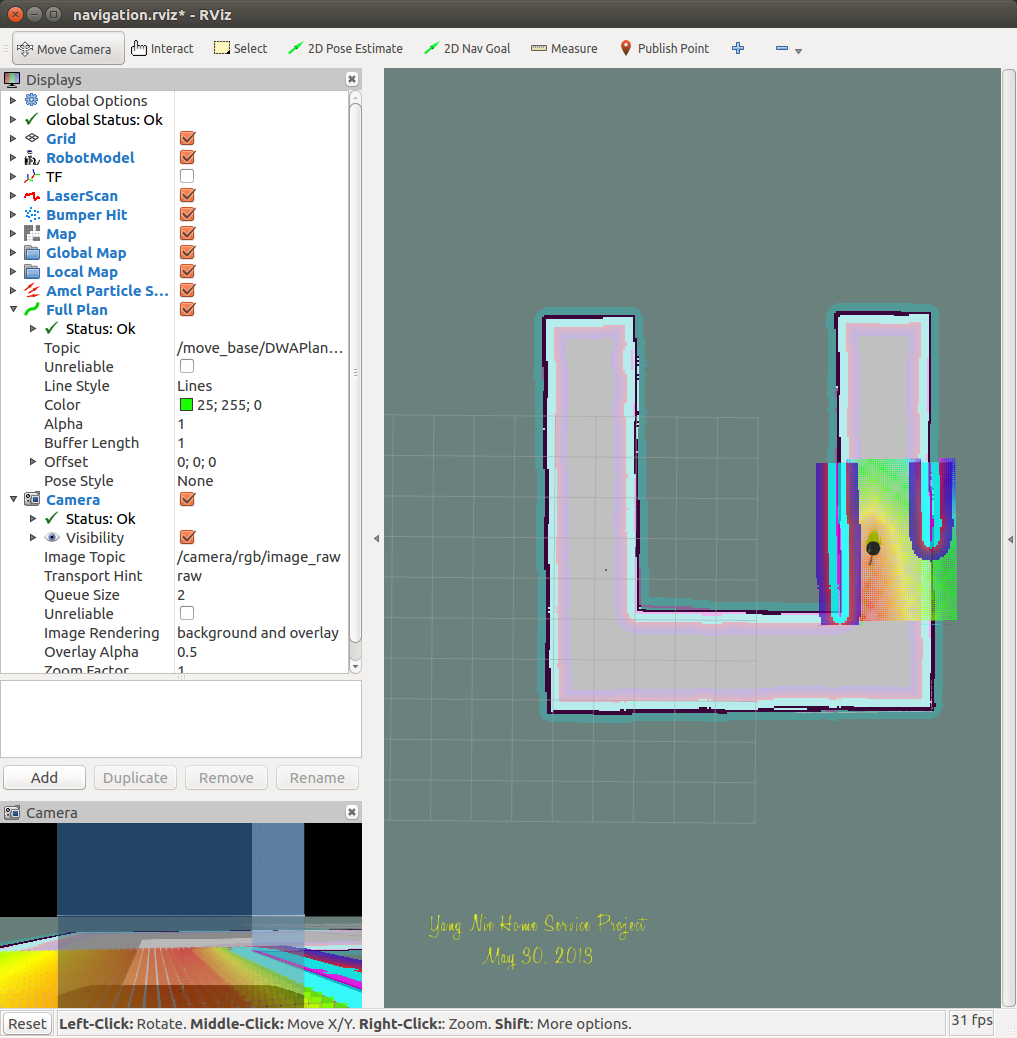 navigation.rviz* - RViz
Move Camera Interact Select 2D Pose Estimate 2D Nav Goal Measure Publish Point
Displays
Global Options
Global Status: Ok
Grid
RobotModel
TF
LaserScan
Bumper Hit
Map
Global Map
Local Map
Amcl Particle S...
Full Plan
Status: Ok
Topic /move_base/DWAPlan...
Unreliable
Line Style Lines
Color 25; 255; 0
Alpha 1
Buffer Length 1
Offset 0; 0; 0
Pose Style None
Camera
Status: Ok
Visibility
Image Topic /camera/rgb/image_raw
Transport Hint raw
Queue Size 2
Unreliable
Image Rendering background and overlay
Overlay Alpha 0.5
Zoom Factor 1
Add Duplicate Remove Rename
Camera
Yang Nie Home Service Project
May 30. 2013
Reset Left-Click: Rotate. Middle-Click: Move X/Y. Right-Click:: Zoom. Shift: More options. 31 fps